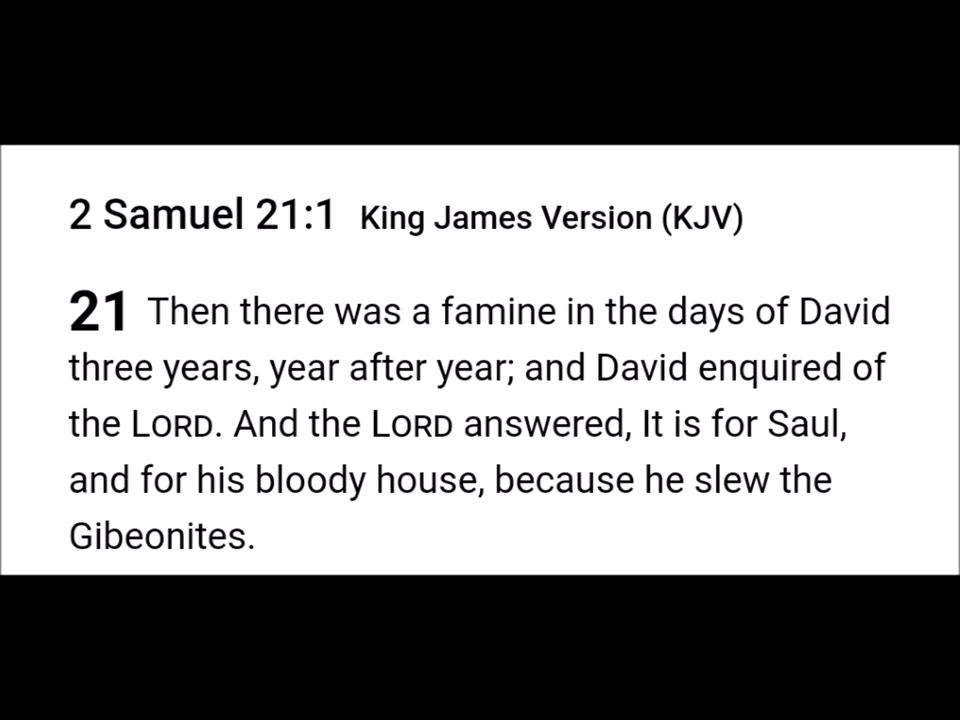 2 Samuel 21:1 King James Version (KJV)
21 Then there was a famine in the days of David
three years, year after year; and David enquired of
the LORD. And the LORD answered, It is for Saul,
and for his bloody house, because he slew the
Gibeonites.